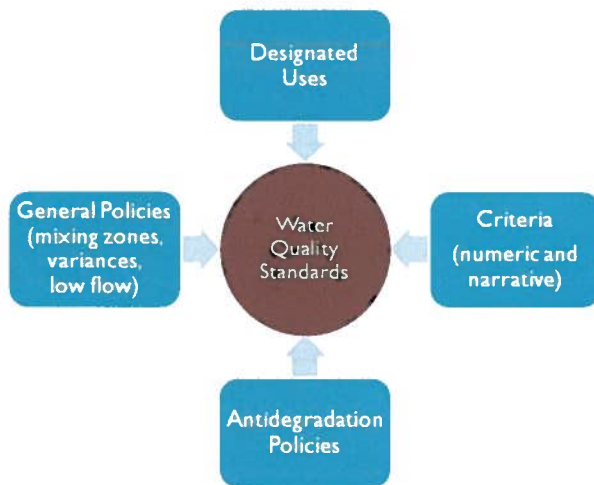 Designated
Uses
General Policies
(mixing zones,
variances,
low flow)
Water
Quality
Standards
Criteria
(numeric and
narrative)
Antidegradation
Policies